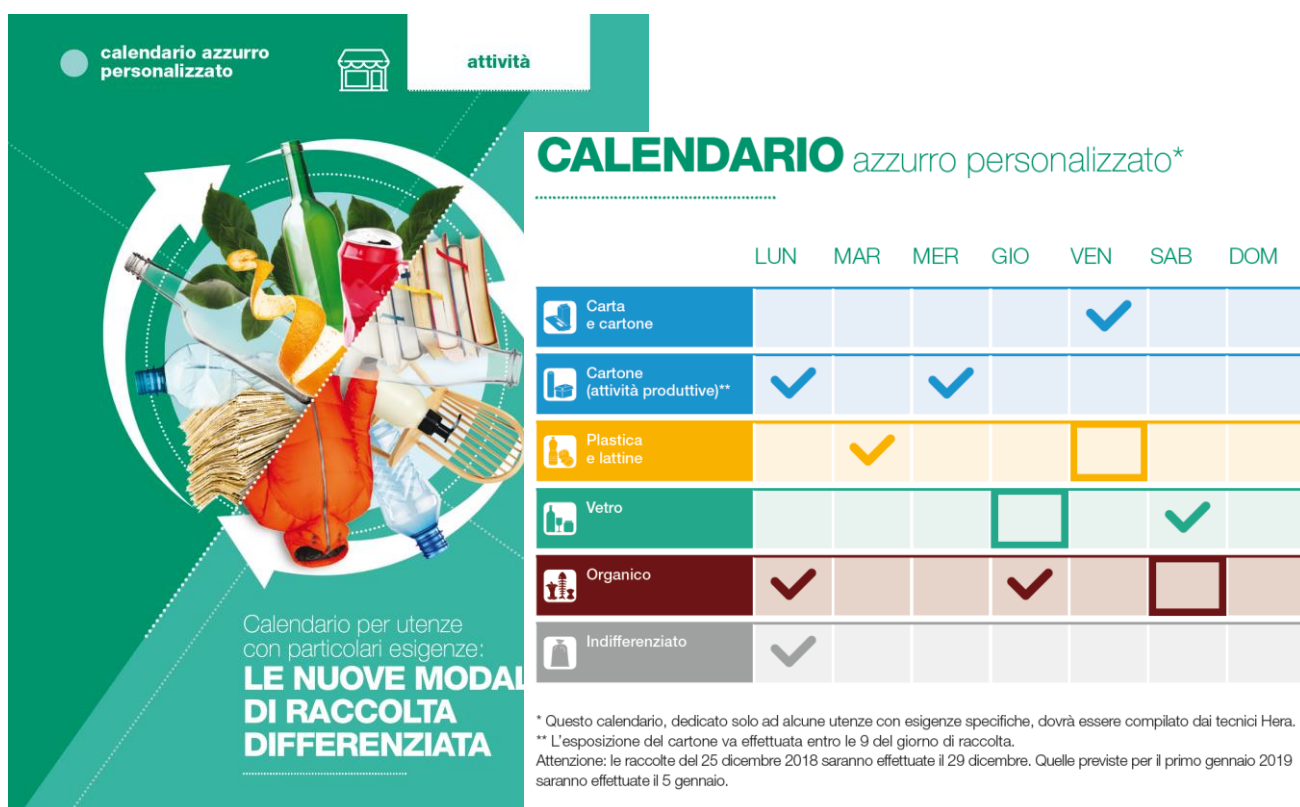 calendario azzurro
personalizzato
attività
Calendario per utenze
con particolari esigenze:
LE NUOVE MODAL
DI RACCOLTA
DIFFERENZIATA
CALENDARIO azzurro personalizzato*
LUN MAR MER GIO VEN SAB DOM
Carta
e cartone
Cartone
(attività produttive)**
Plastica
e lattine
Vetro
Organico
Indifferenziato
* Questo calendario, dedicato solo ad alcune utenze con esigenze specifiche, dovrà essere compilato dai tecnici Hera.
** L'esposizione del cartone va effettuata entro le 9 del giorno di raccolta.
Attenzione: le raccolte del 25 dicembre 2018 saranno effettuate il 29 dicembre. Quelle previste per il primo gennaio 2019
saranno effettuate il 5 gennaio.